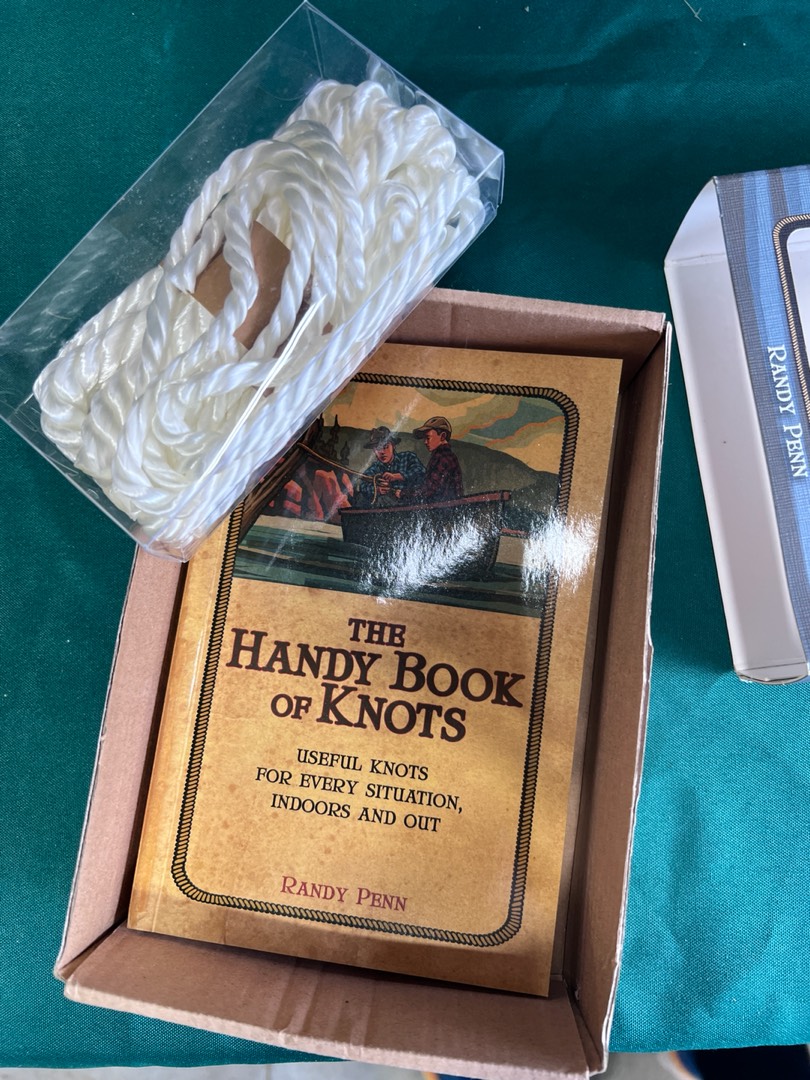 THE
HANDY BOOK
OF KNOTS
USEFUL KNOTS
FOR EVERY SITUATION,
INDOORS AND OUT
RANDY PENN
RANDY PENN